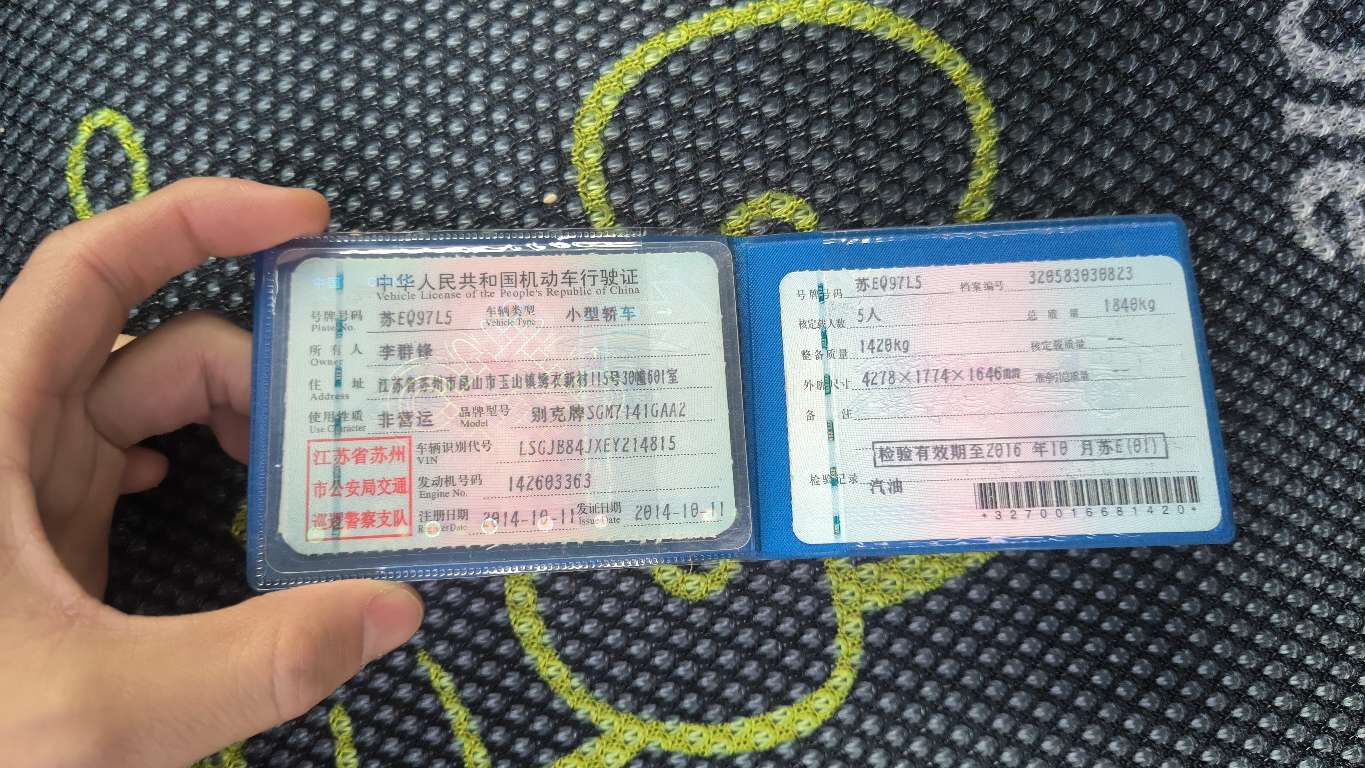 中华人民共和国机动车行驶证
Vehicle License of the People's Republic of China
号牌号码 苏EQ97L5 车辆类型 小型轿车
Plate No. Vehicle Type
所有人 李群锋
Owner
住址 江苏省苏州市昆山市玉山镇绣衣新村115号30幢601室
Address
使用性质 非营运 品牌型号 别克牌SGM7141GAA2
Use Character Model
江苏省苏州
市公安局交通
巡逻警察支队
车辆识别代号 LSGJB84JXEY214815
VIN
发动机号码 142603363
Engine No.
注册日期 2014-10-11 发证日期 2014-10-11
Register Date Issue Date
号牌号码 苏EQ97L5 档案编号 320583030823
核定载人数 5人 总质量 1840kg
整备质量 1420kg 核定载质量 --
外廓尺寸 4278×1774×1646mm 准牵引总质量 --
备注
检验有效期至2016 年10 月苏E(01)
检验记录 汽油
*3270016681420*